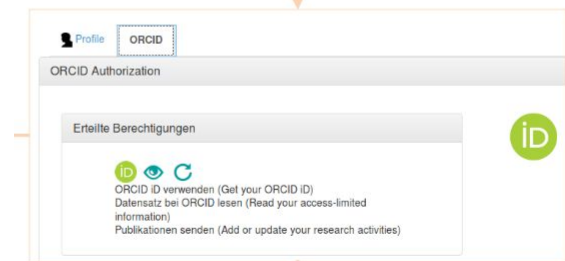 Profile
ORCID
ORCID Authorization
Erteilte Berechtigungen
iD
iD
ORCID iD verwenden (Get your ORCID iD)
Datensatz bei ORCID lesen (Read your access-limited
information)
Publikationen senden (Add or update your research activities)